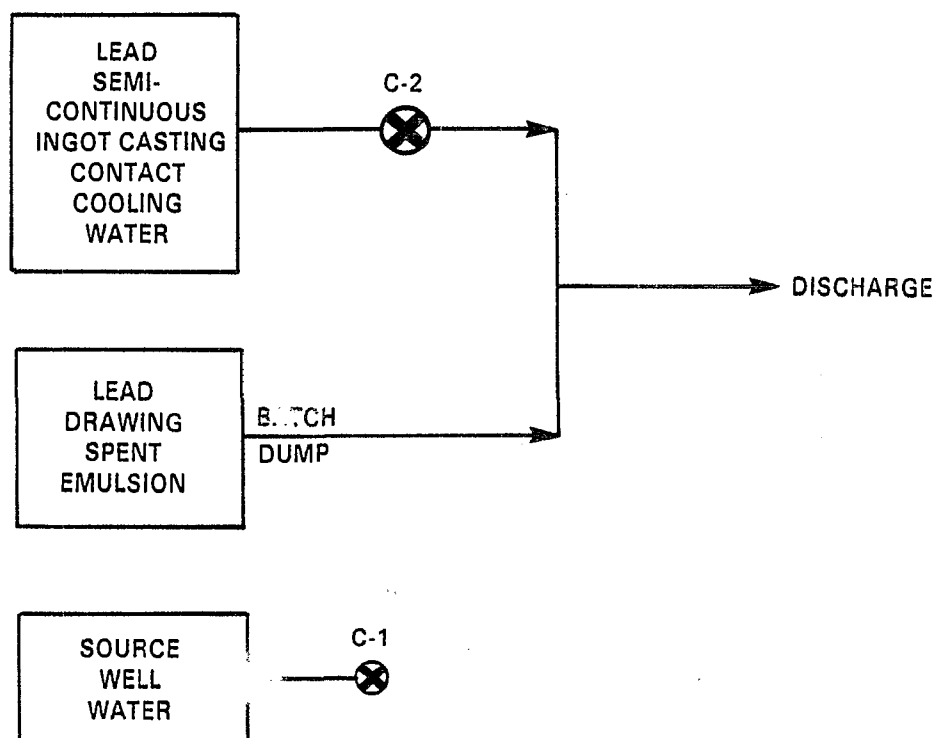 LEAD
SEMI-
CONTINUOUS
INGOT CASTING
CONTACT
COOLING
WATER
C-2
DISCHARGE
LEAD
DRAWING
SPENT
EMULSION
DUMP
C-1
SOURCE
WELL
WATER